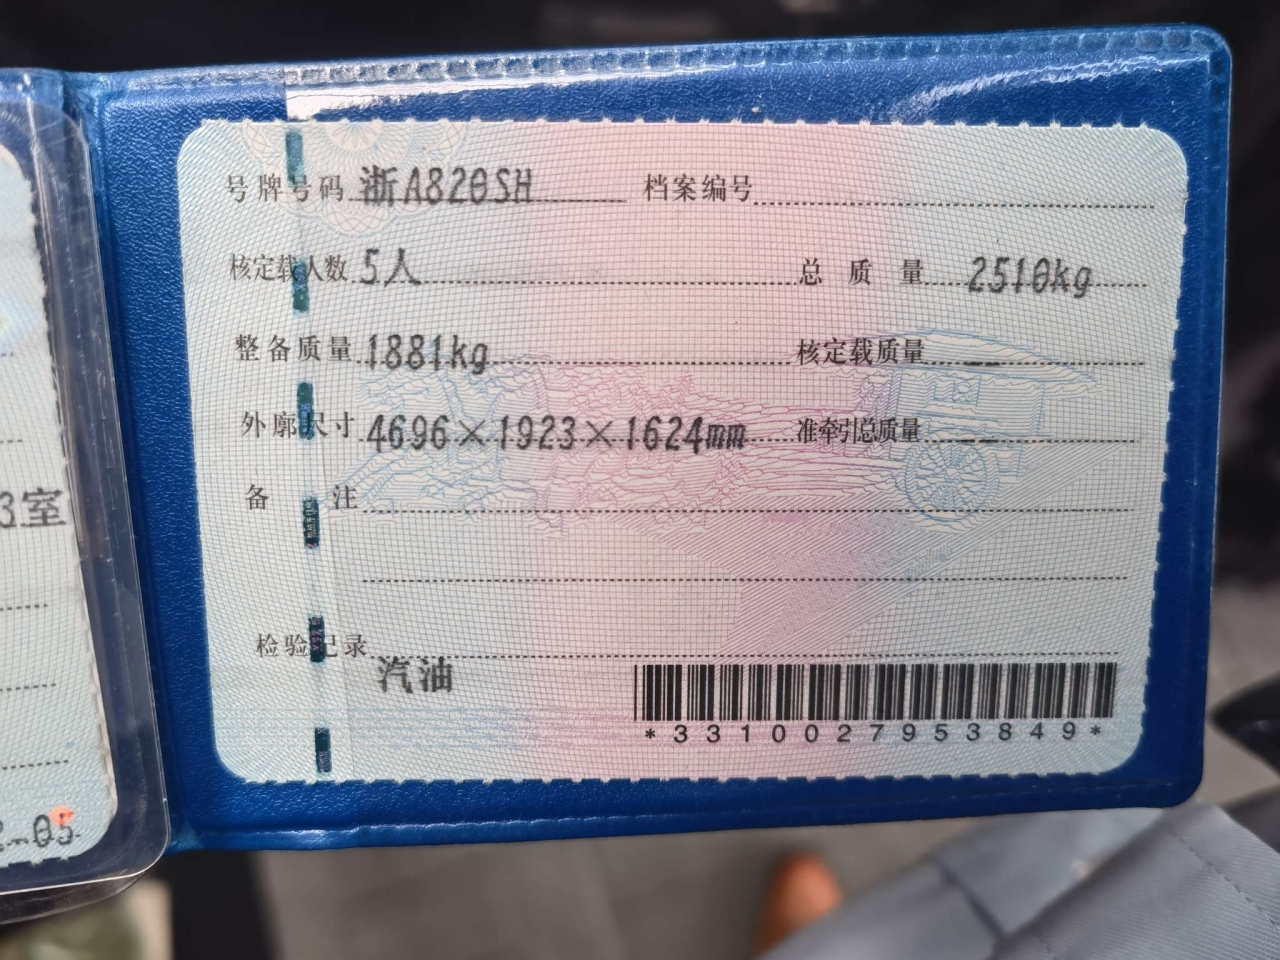 号牌号码 浙A820SH 档案编号
核定载人数 5人 总质量 2510kg
整备质量 1881kg 核定载质量 --
外廓尺寸 4696×1923×1624mm 准牵引总质量 --
备注
检验记录
汽油
*3310027953849*
3室
-05